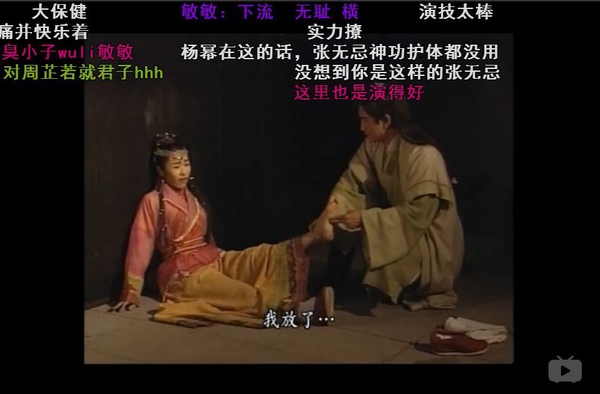 大保健
敏敏：下流 无耻 横
演技太棒
痛并快乐着
实力撩
臭小子wuli敏敏
杨幂在这的话，张无忌神功护体都没用
对周芷若就君子hhh
没想到你是这样的张无忌
这里也是演得好
我放了…